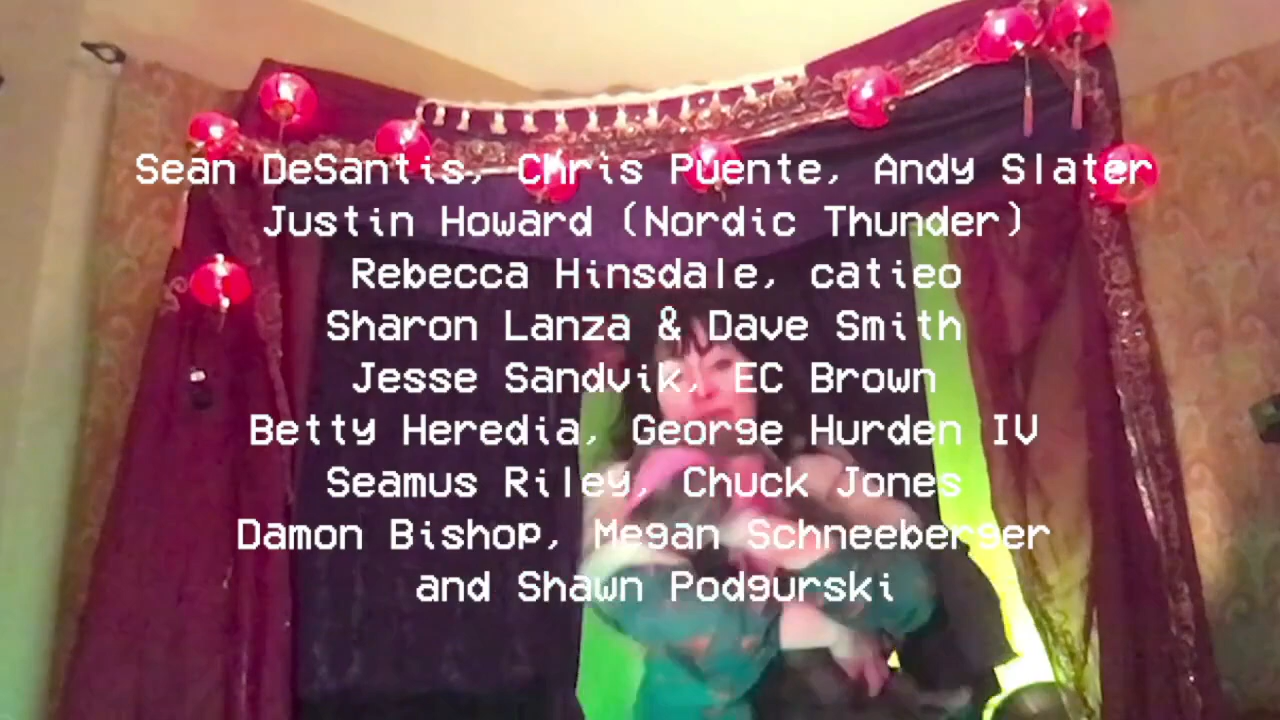 Sean DeSantis, Chris Puente, Andy Slater
Justin Howard (Nordic Thunder)
Rebecca Hinsdale, catieo
Sharon Lanza & Dave Smith
Jesse Sandvik, EC Brown
Betty Heredia, George Hurden IV
Seamus Riley, Chuck Jones
Damon Bishop, Megan Schneeberger
and Shawn Podgurski